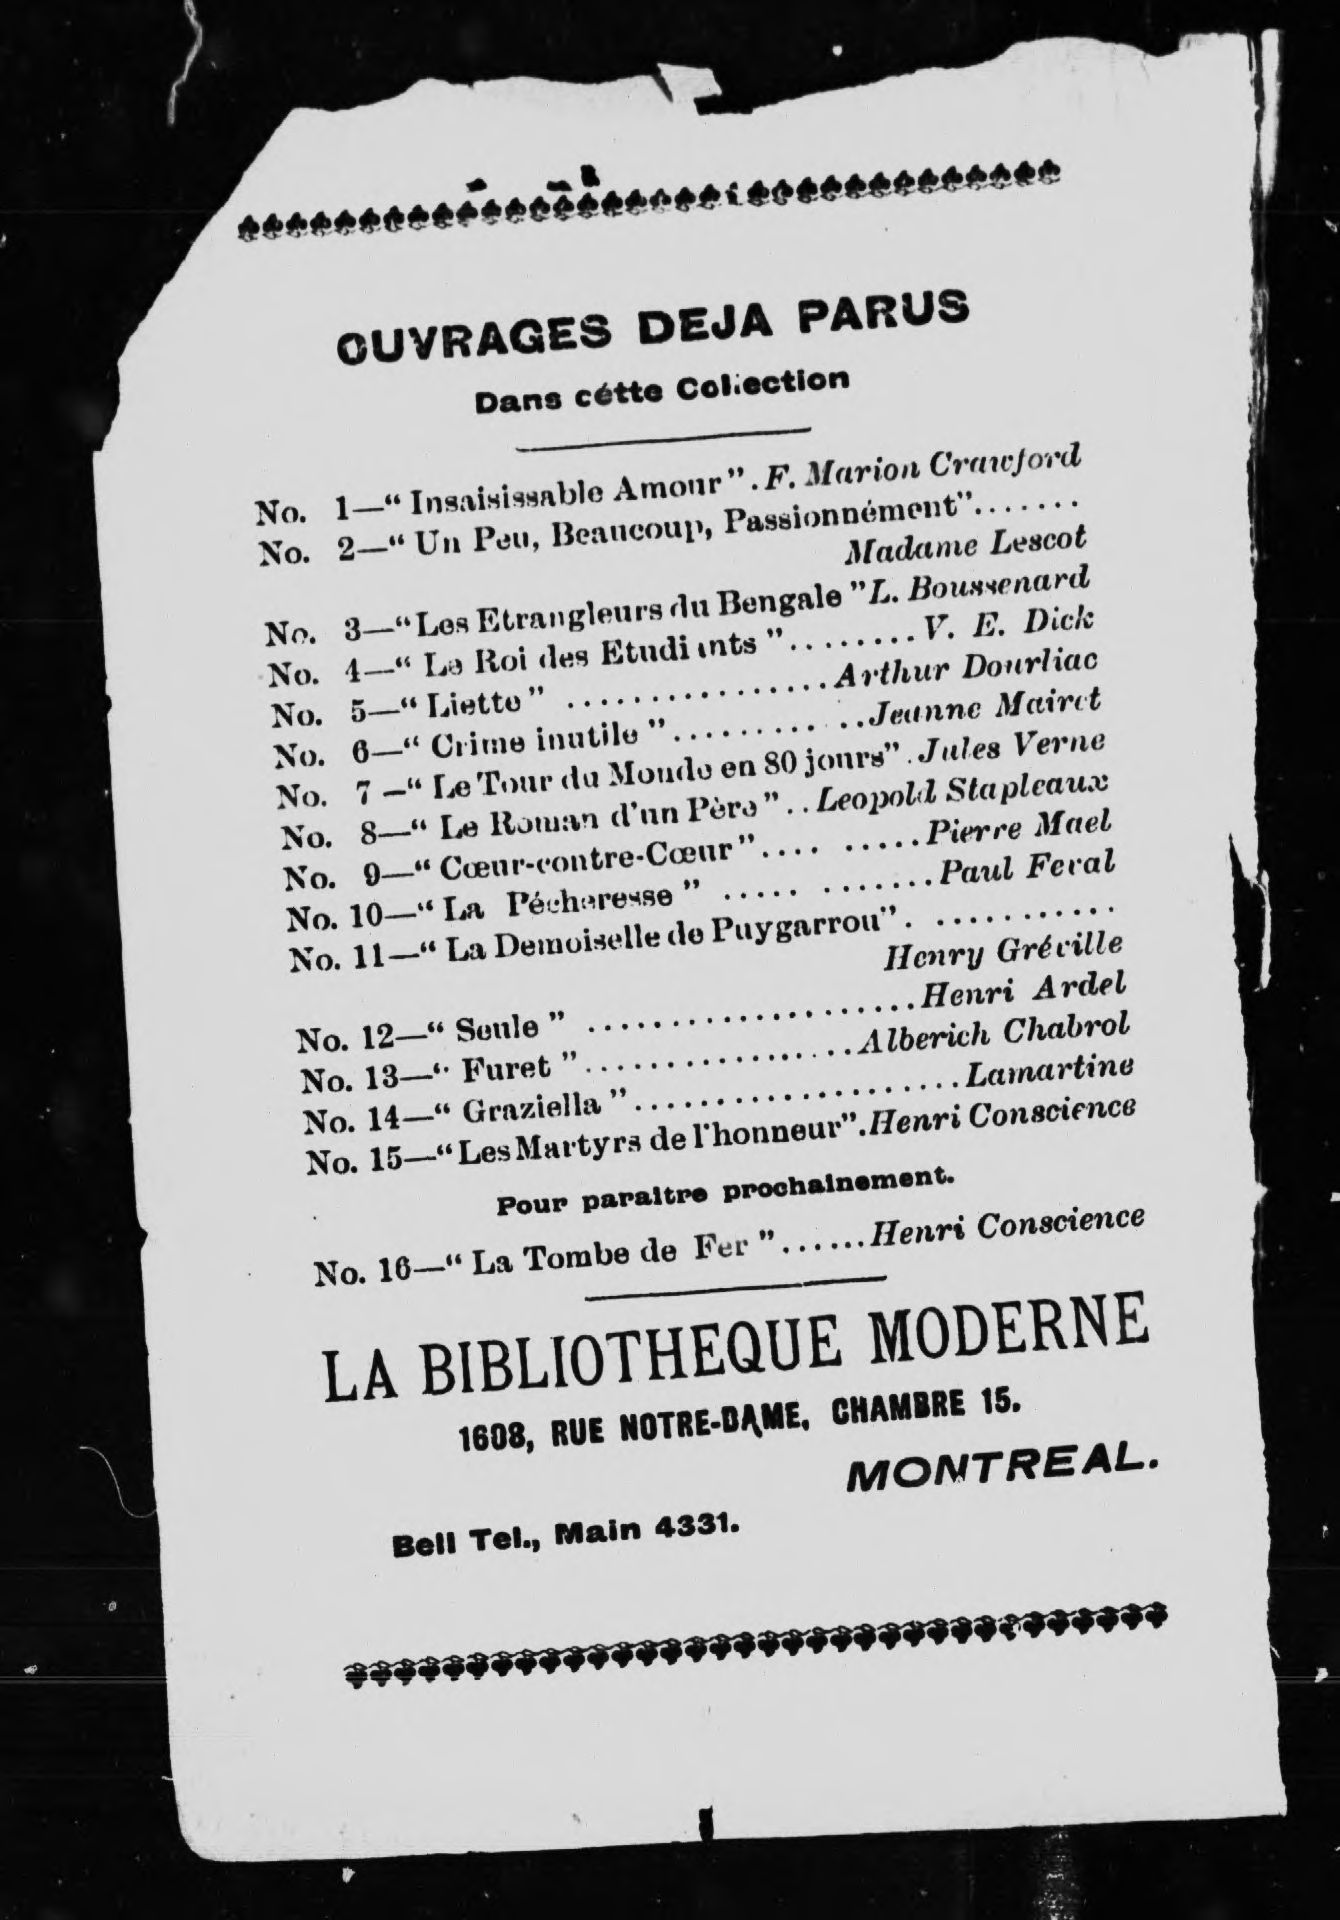 OUVRAGES DEJA PARUS
Dans cétte Collection
No. 1—“ Insaisissable Amour ” . F. Marion Crawford
No. 2—“ Un Peu, Beaucoup, Passionnément”.......
Madame Lescot
No. 3—“Les Etrangleurs du Bengale ” L. Boussenard
No. 4—“ Le Roi des Etudiants ”........ V. E. Dick
No. 5—“ Liette ” ................ Arthur Dourliac
No. 6—“ Crime inutile ”........... Jeanne Mairet
No. 7 —“ Le Tour du Monde en 80 jours” . Jules Verne
No. 8—“ Le Roman d’un Père ” .. Leopold Stapleaux
No. 9—“ Cœur-contre-Cœur ”.... ..... Pierre Mael
No. 10—“ La Pécheresse ” ..... ....... Paul Feval
No. 11—“ La Demoiselle de Puygarrou”. ...........
Henry Gréville
No. 12—“ Seule ” .................... Henri Ardel
No. 13—“ Furet ”................. Alberich Chabrol
No. 14—“ Graziella ”.................... Lamartine
No. 15—“Les Martyrs de l'honneur”. Henri Conscience
Pour paraitre prochainement.
No. 16—“ La Tombe de Fer ”...... Henri Conscience
LA BIBLIOTHEQUE MODERNE
1608, RUE NOTRE-DAME, CHAMBRE 15.
MONTREAL.
Bell Tel., Main 4331.